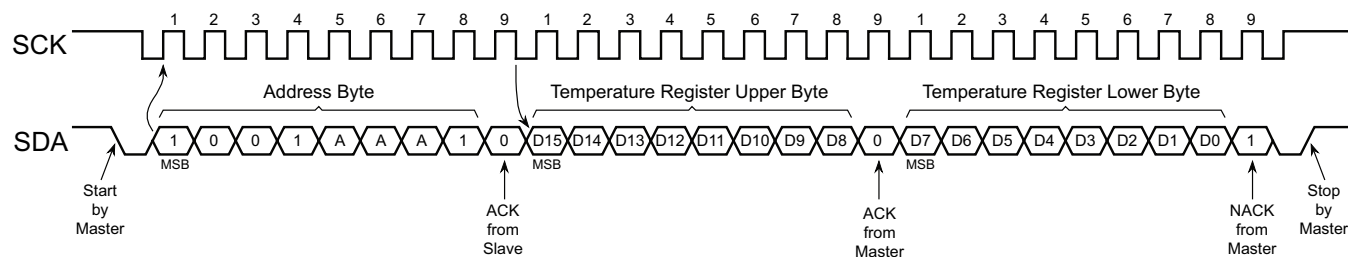 1 2 3 4 5 6 7 8 9 1 2 3 4 5 6 7 8 9 1 2 3 4 5 6 7 8 9
SCK
Address Byte Temperature Register Upper Byte Temperature Register Lower Byte
SDA 1 0 0 1 A A A 1 0 D15 D14 D13 D12 D11 D10 D9 D8 0 D7 D6 D5 D4 D3 D2 D1 D0 1
MSB MSB MSB
Start
by
Master
ACK
from
Slave
ACK
from
Master
NACK
from
Master
Stop
by
Master